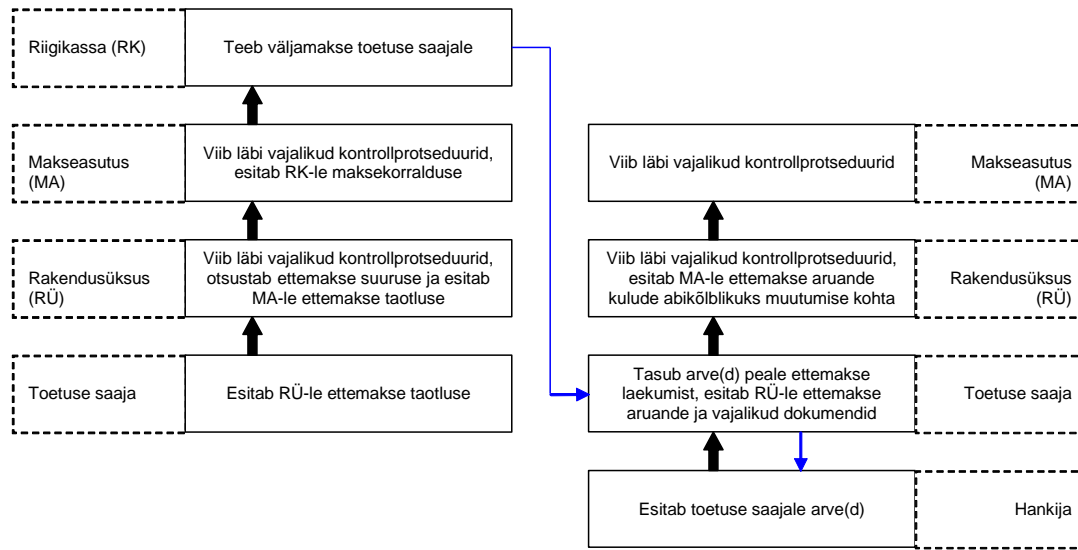 Riigikassa (RK)
Teeb väljamakse toetuse saajale
Makseasutus
(MA)
Viib läbi vajalikud kontrollprotseduurid,
esitab RK-le maksekorralduse
Rakendusüksus
(RÜ)
Viib läbi vajalikud kontrollprotseduurid,
otsustab ettemakse suuruse ja esitab
MA-le ettemakse taotluse
Toetuse saaja
Esitab RÜ-le ettemakse taotluse
Viib läbi vajalikud kontrollprotseduurid
Makseasutus
(MA)
Viib läbi vajalikud kontrollprotseduurid,
esitab MA-le ettemakse aruande
kulude abikõlblikuks muutumise kohta
Rakendusüksus
(RÜ)
Tasub arve(d) peale ettemakse
laekumist, esitab RÜ-le ettemakse
aruande ja vajalikud dokumendid
Toetuse saaja
Esitab toetuse saajale arve(d)
Hankija